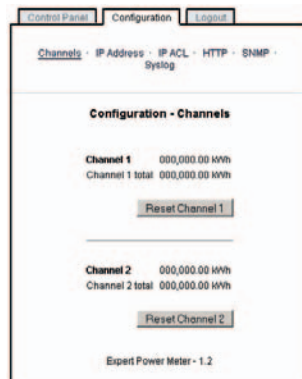 Control Panel Configuration Logout
Channels · IP Address · IP ACL · HTTP · SNMP ·
Syslog
Configuration - Channels
Channel 1 000,000.00 kWh
Channel 1 total 000,000.00 kWh
Reset Channel 1
Channel 2 000,000.00 kWh
Channel 2 total 000,000.00 kWh
Reset Channel 2
Expert Power Meter - 1.2